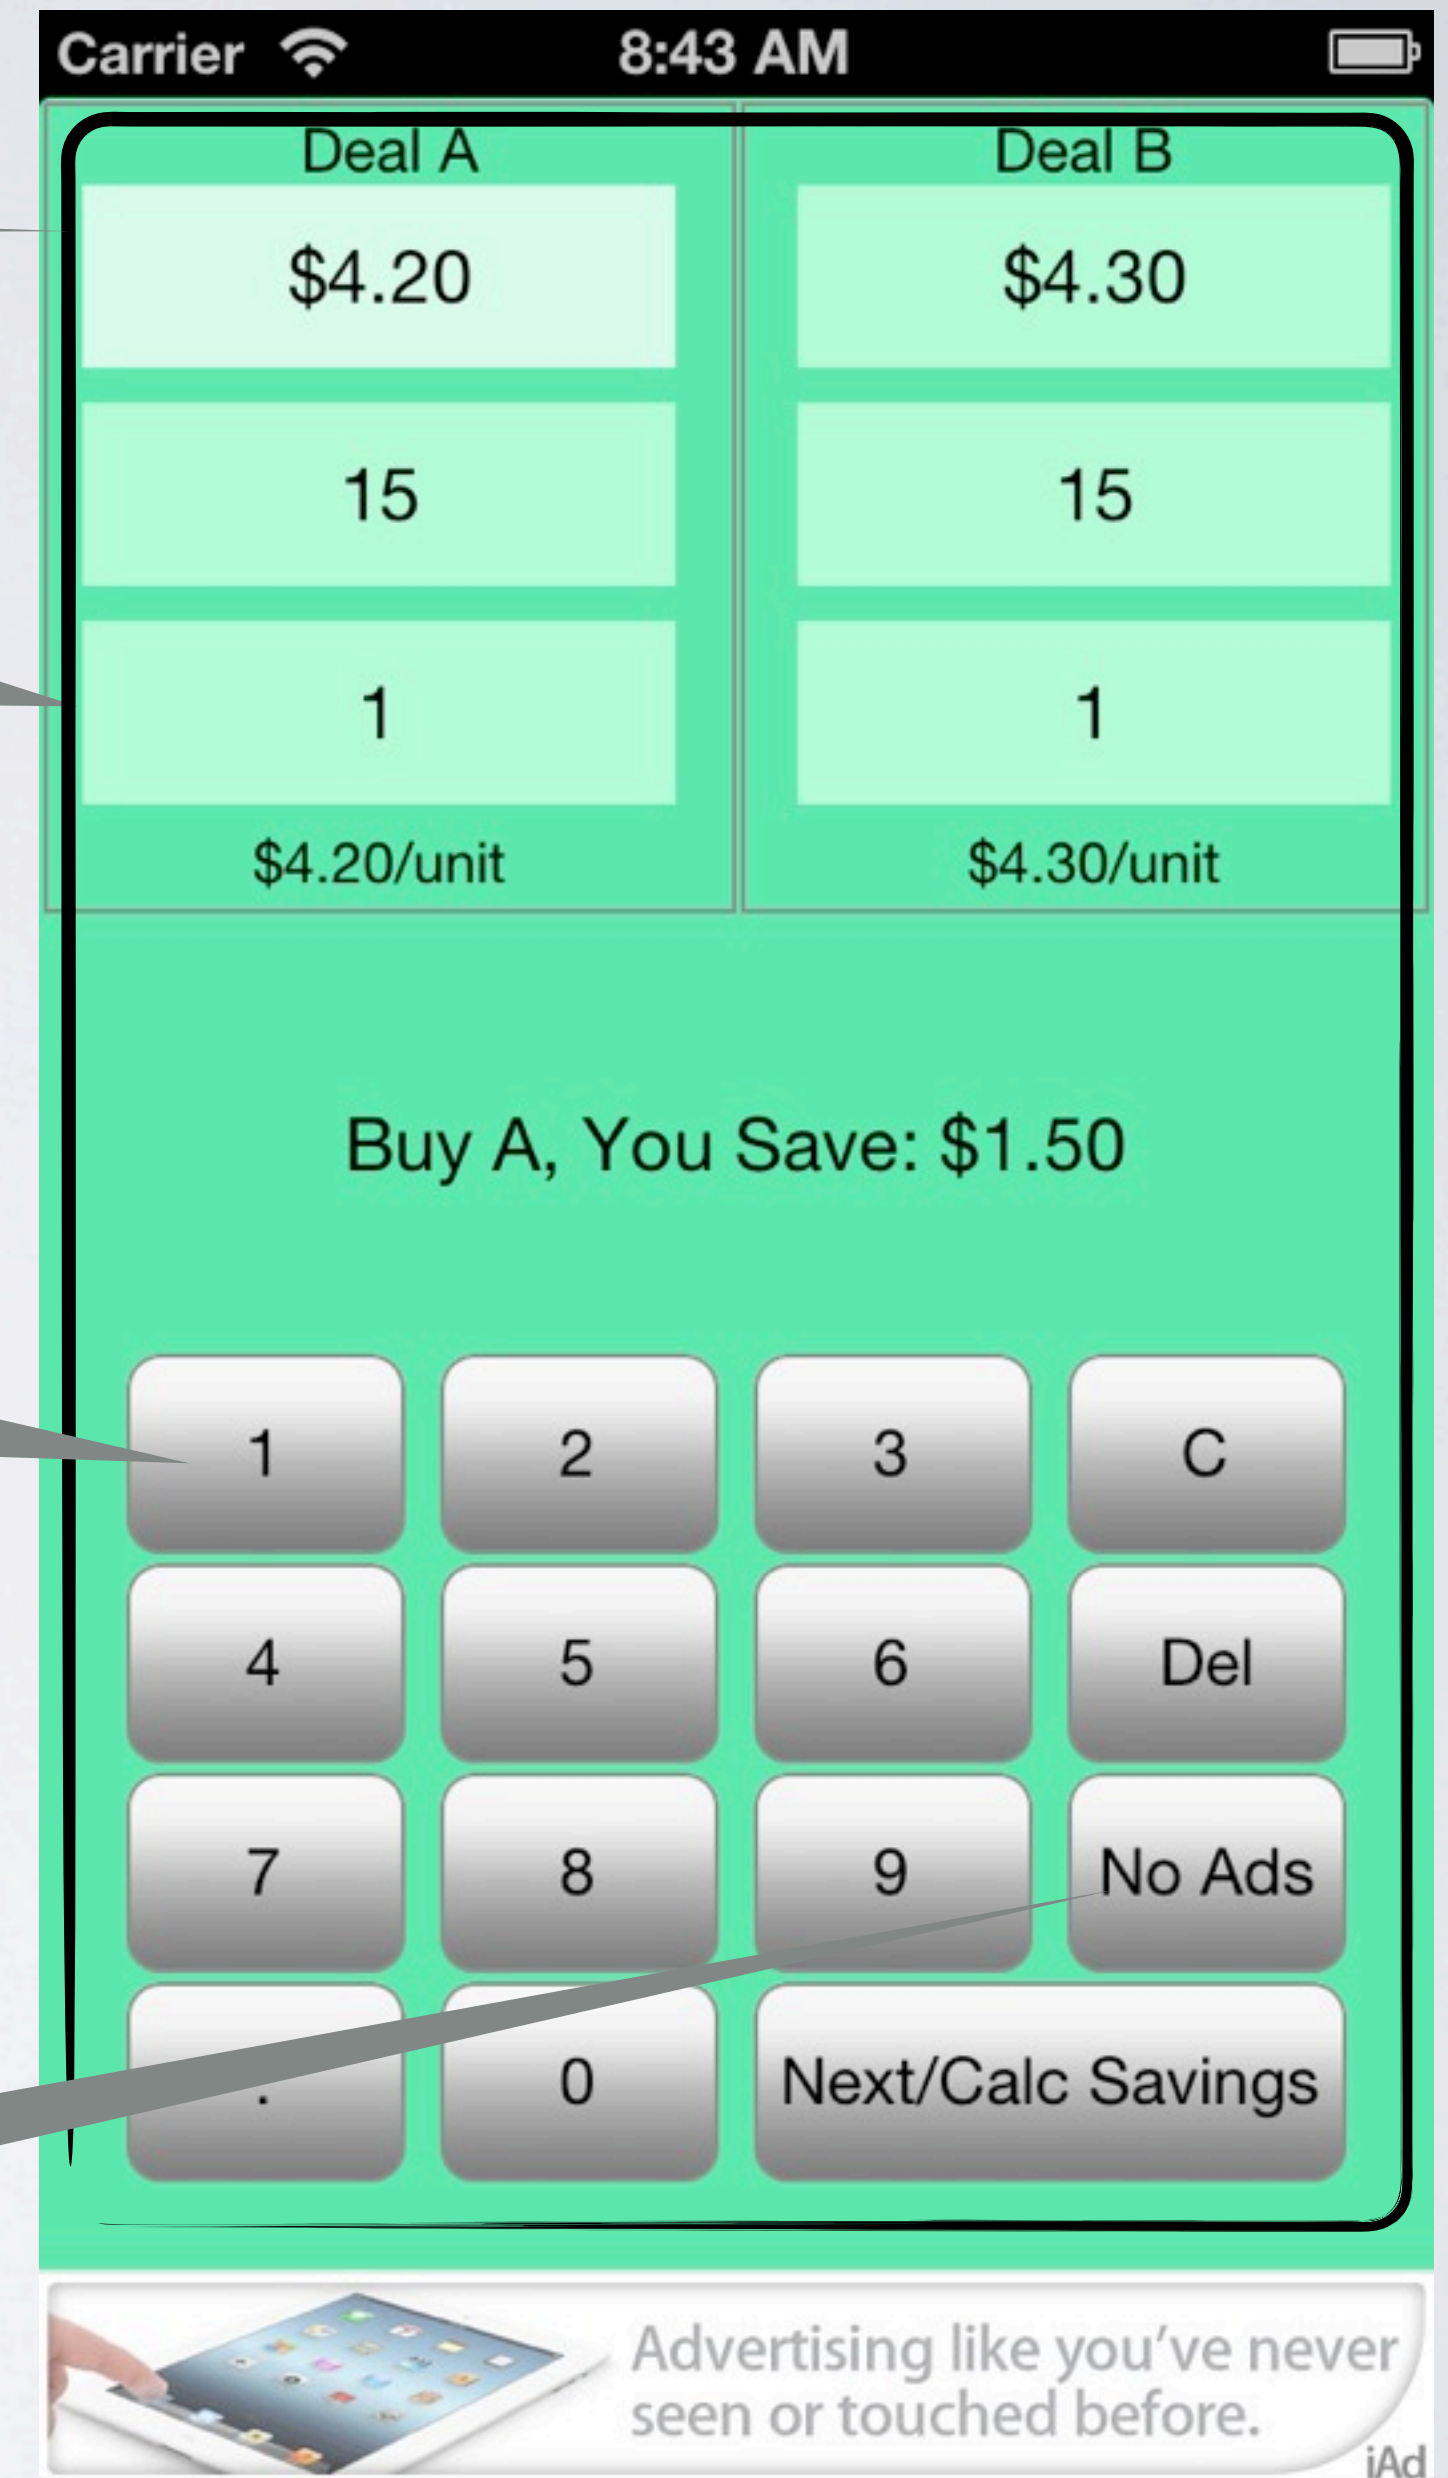 Carrier 8:43 AM
Deal A Deal B
$4.20 $4.30
15 15
1 1
$4.20/unit $4.30/unit
Buy A, You Save: $1.50
1 2 3 C
4 5 6 Del
7 8 9 No Ads
. 0 Next/Calc Savings
Advertising like you've never
seen or touched before.
iAd